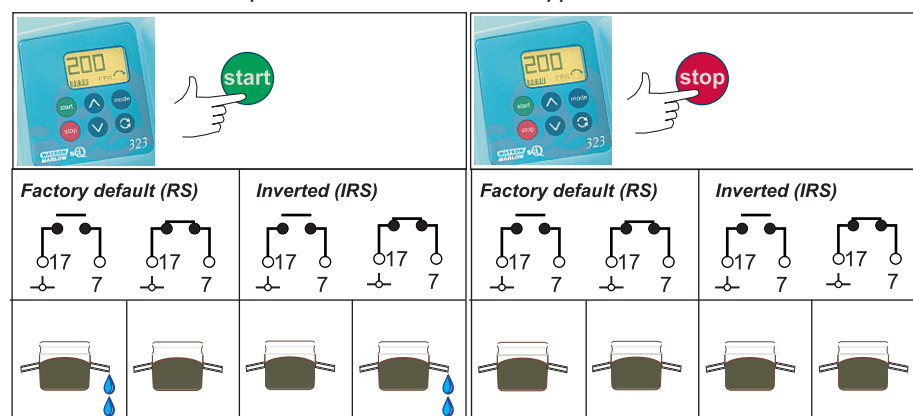 200
RPM
start
mode
stop
323
WATSON
MARLOW
start
200
RPM
start
mode
stop
323
WATSON
MARLOW
stop
Factory default (RS)
Inverted (IRS)
Factory default (RS)
Inverted (IRS)
17
17
17
17
17
17
17
17
7
7
7
7
7
7
7
7